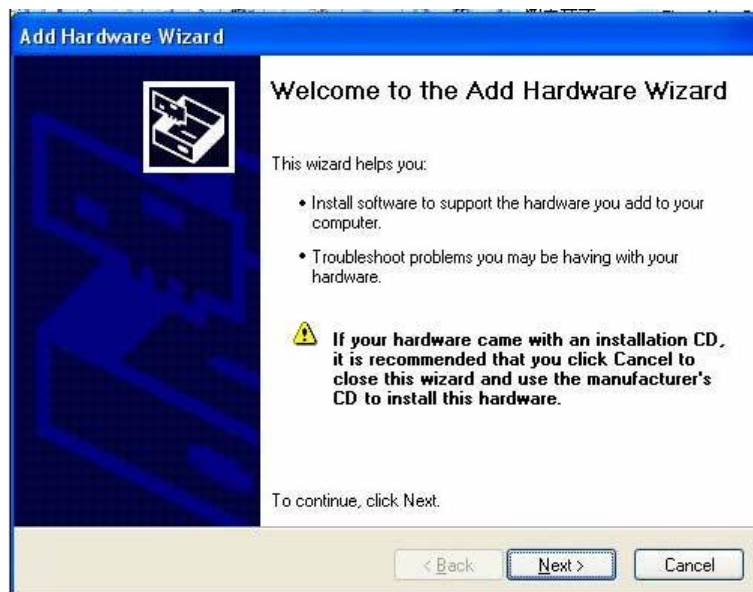 Add Hardware Wizard
Welcome to the Add Hardware Wizard
This wizard helps you:
• Install software to support the hardware you add to your
computer.
• Troubleshoot problems you may be having with your
hardware.
If your hardware came with an installation CD,
it is recommended that you click Cancel to
close this wizard and use the manufacturer's
CD to install this hardware.
To continue, click Next.
< Back Next > Cancel